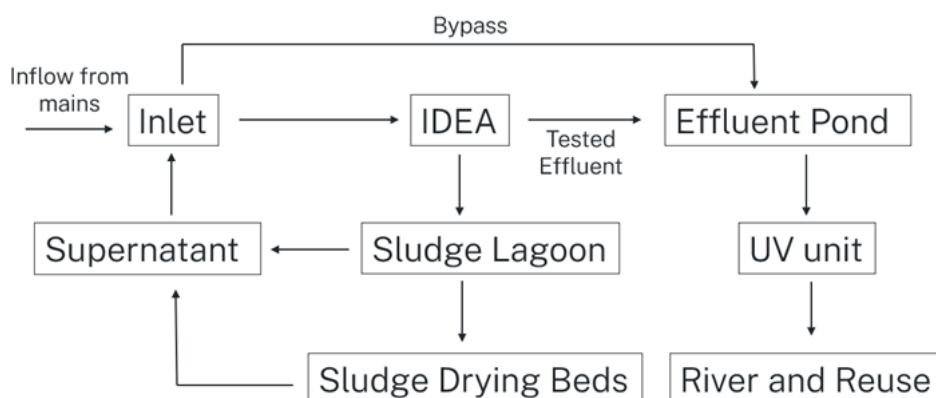 Bypass
Inflow from
mains
Inlet
IDEA
Effluent Pond
Tested
Effluent
Supernatant
Sludge Lagoon
UV unit
Sludge Drying Beds
River and Reuse